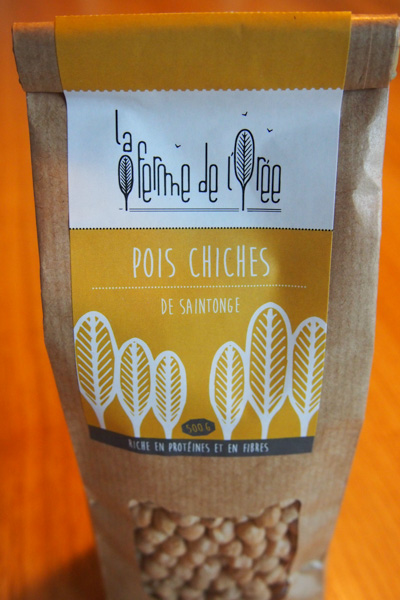 la ferme de l'Orée
POIS CHICHES
DE SAINTONGE
500 G
RICHE EN PROTÉINES ET EN FIBRES